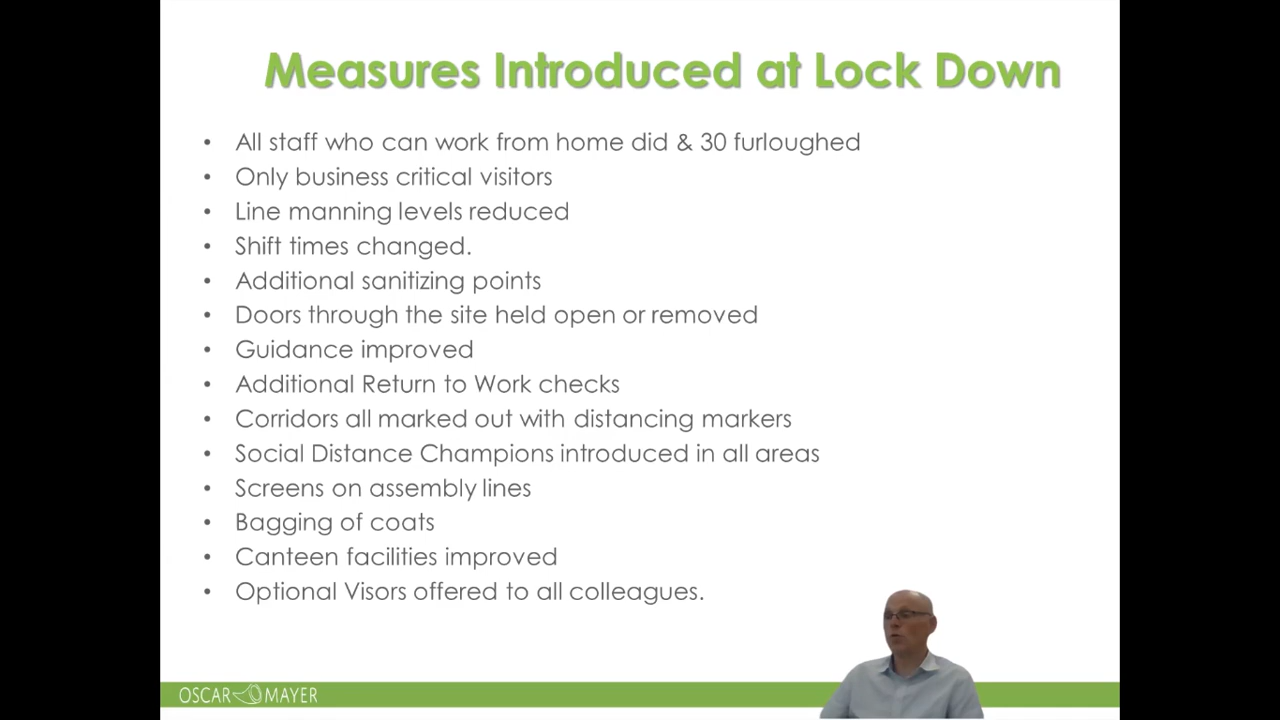 Measures Introduced at Lock Down
• All staff who can work from home did & 30 furloughed
• Only business critical visitors
• Line manning levels reduced
• Shift times changed.
• Additional sanitizing points
• Doors through the site held open or removed
• Guidance improved
• Additional Return to Work checks
• Corridors all marked out with distancing markers
• Social Distance Champions introduced in all areas
• Screens on assembly lines
• Bagging of coats
• Canteen facilities improved
• Optional Visors offered to all colleagues.
OSCAR MAYER